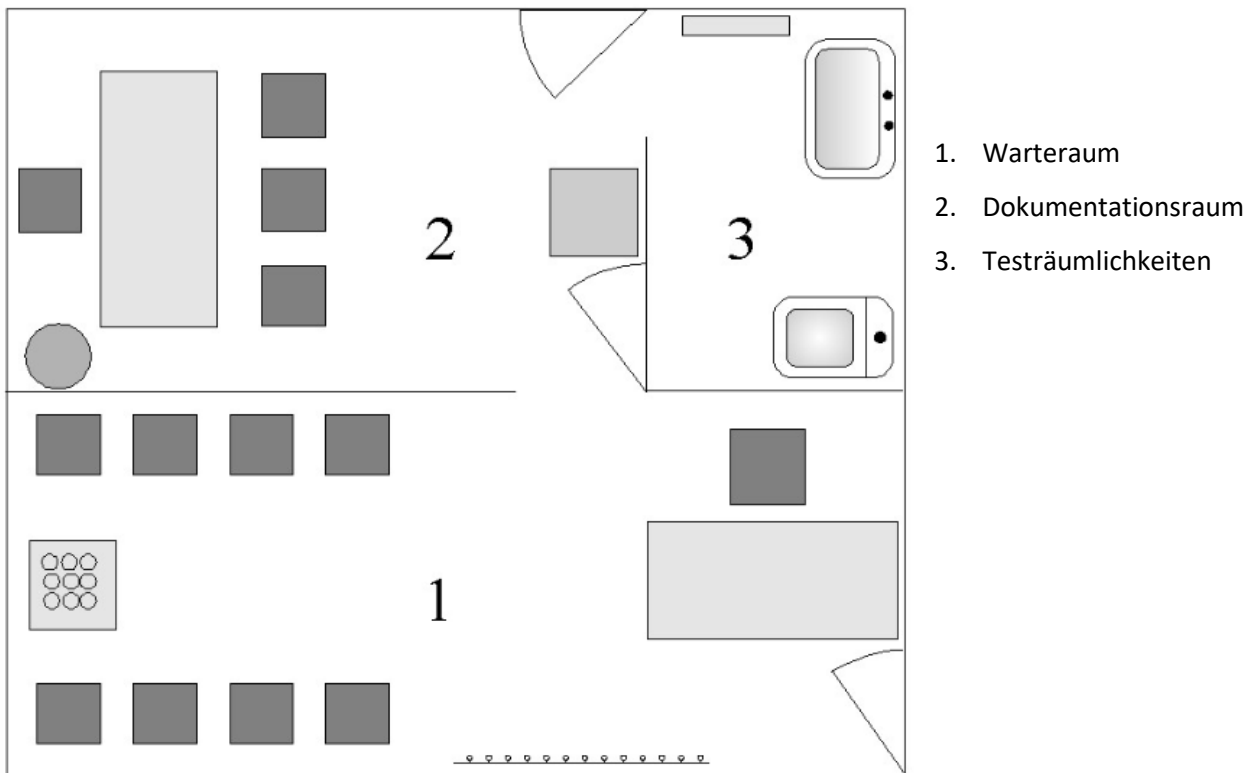 2
3
1
1. Warteraum
2. Dokumentationsraum
3. Testräumlichkeiten